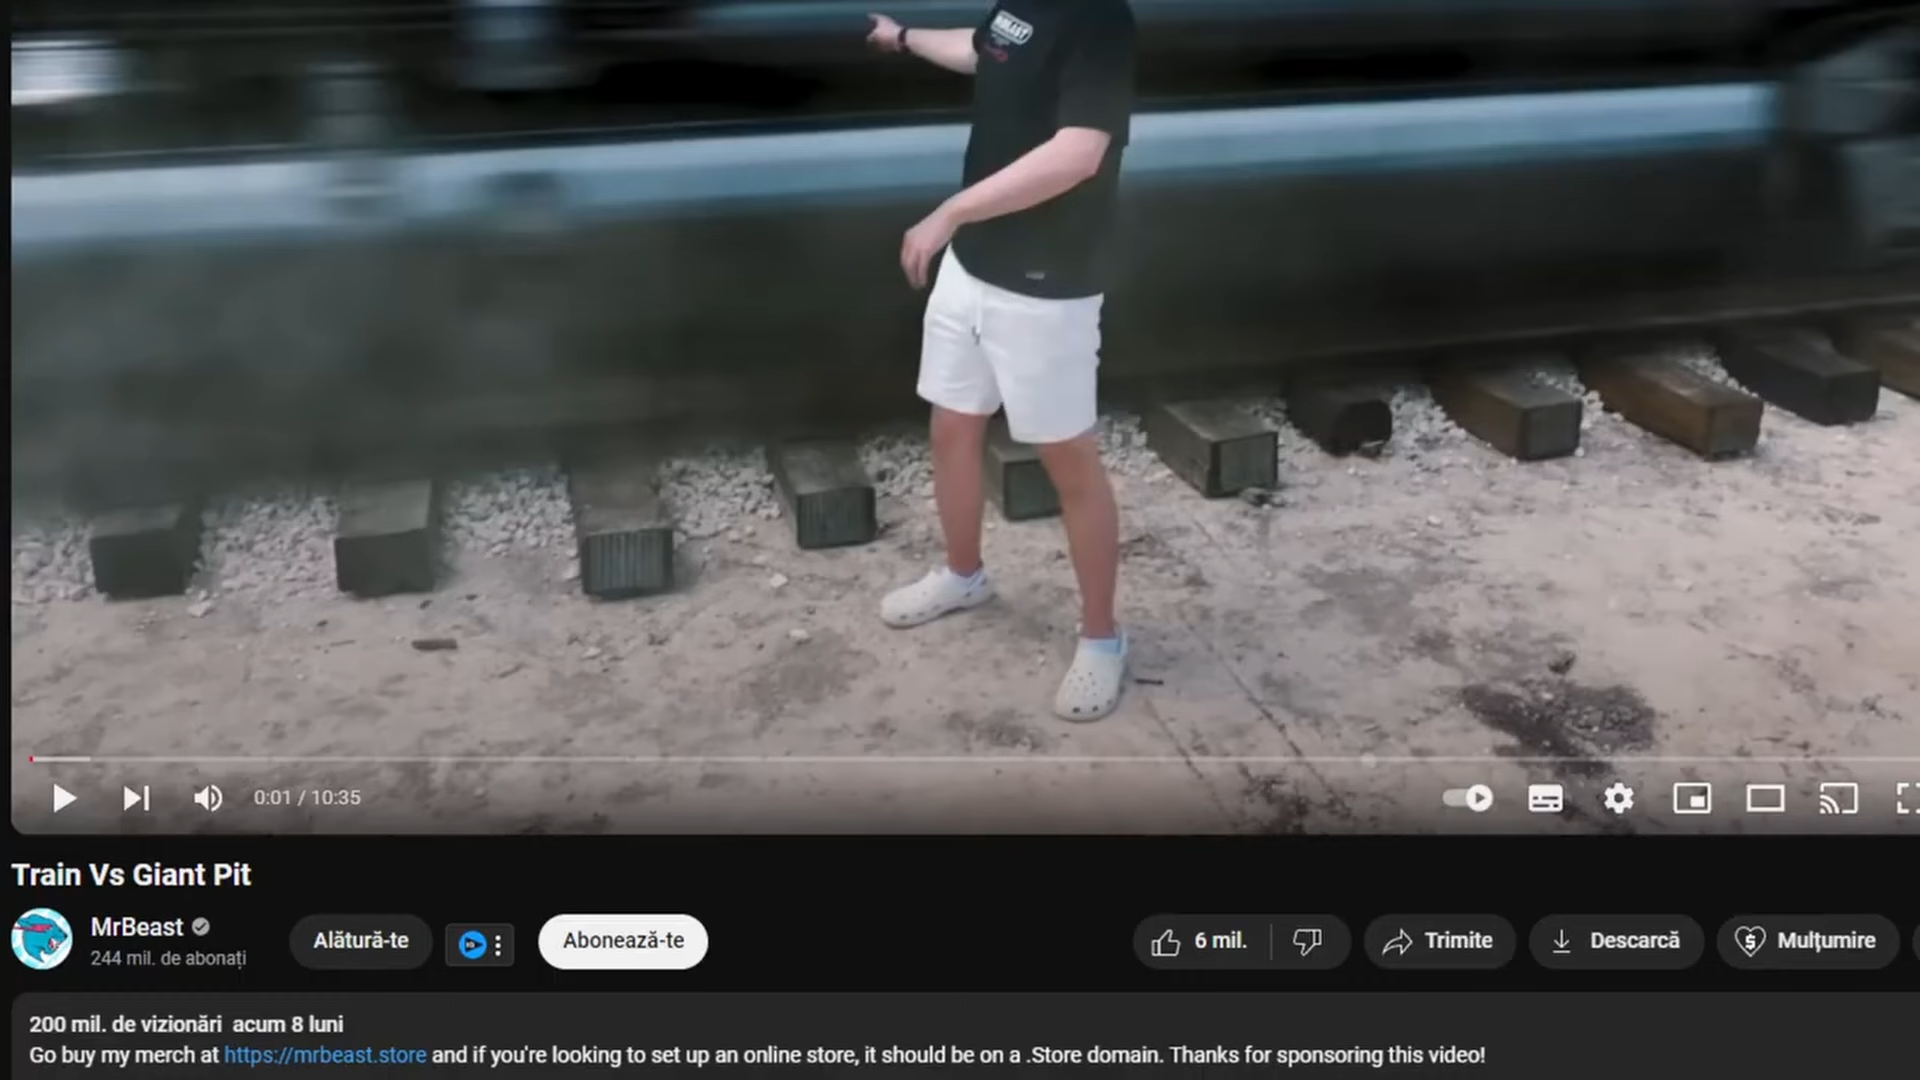 0:01 / 10:35
Train Vs Giant Pit
MrBeast
244 mil. de abonați
Alătură-te
Abonează-te
6 mil.
Trimite
Descarcă
Mulțumire
200 mil. de vizionări acum 8 luni
Go buy my merch at https://mrbeast.store and if you're looking to set up an online store, it should be on a .Store domain. Thanks for sponsoring this video!